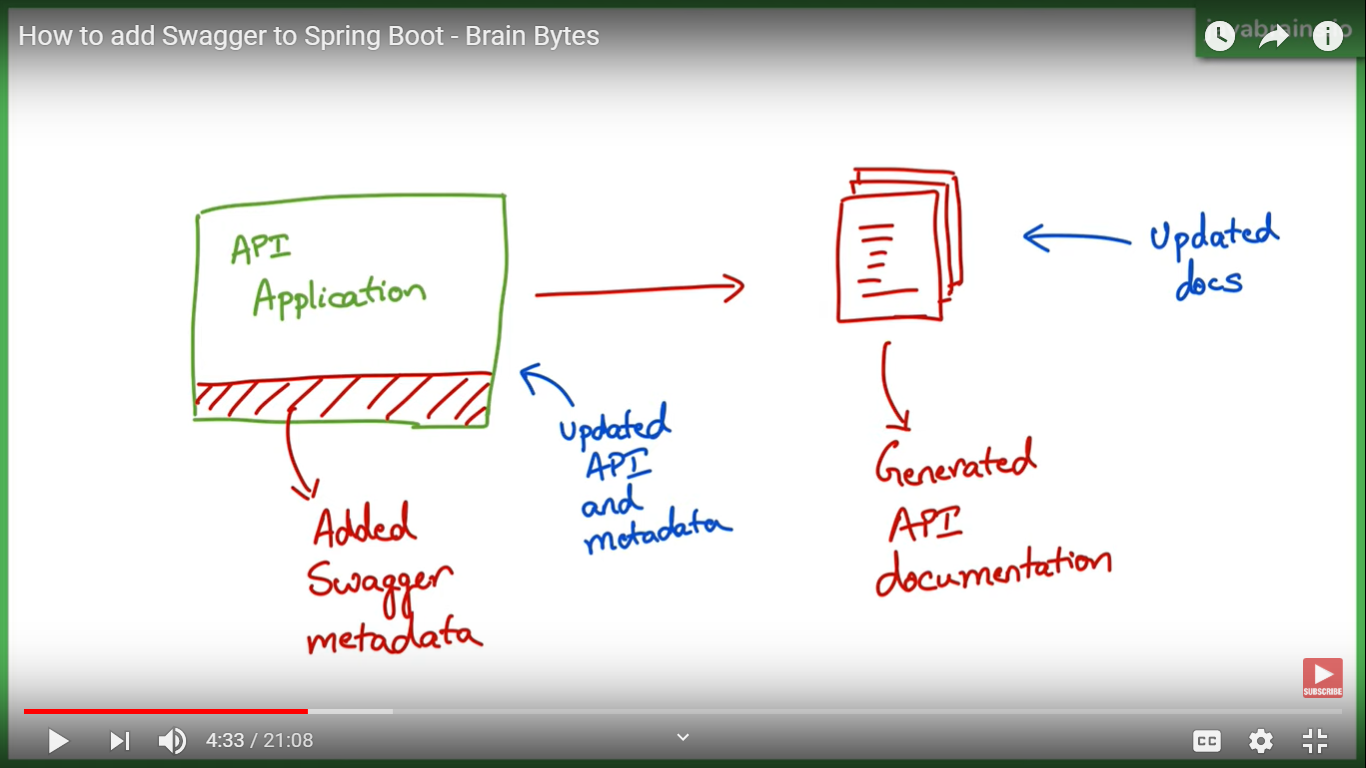 How to add Swagger to Spring Boot - Brain Bytes
API
Application
Updated
docs
Updated
API
and
metadata
Added
Swagger
metadata
Generated
API
documentation
SUBSCRIBE
4:33 / 21:08
CC